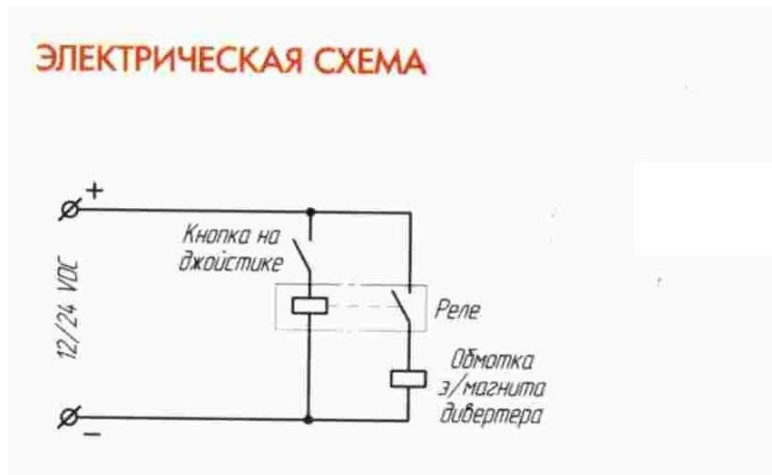 ЭЛЕКТРИЧЕСКАЯ СХЕМА
+
Кнопка на
джойстике
12/24 VDC
Реле
Обмотка
э/магнита
дивертера
–